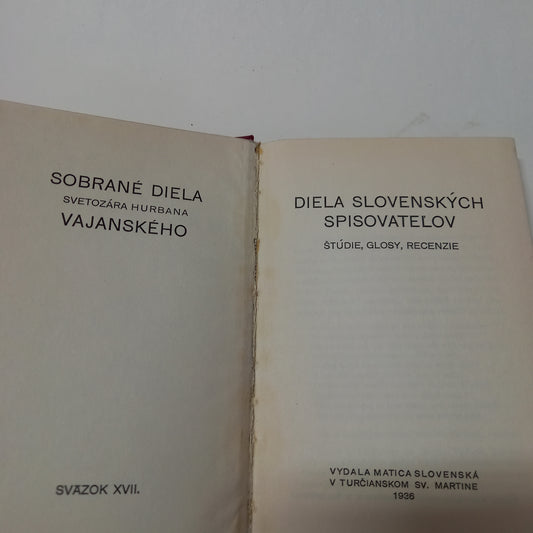 SOBRANÉ DIELA
SVETOZÁRA HURBANA
VAJANSKÉHO
SVÄZOK XVII.
DIELA SLOVENSKÝCH
SPISOVATEĽOV
ŠTÚDIE, GLOSY, RECENZIE
VYDALA MATICA SLOVENSKÁ
V TURČIANSKOM SV. MARTINE
1936